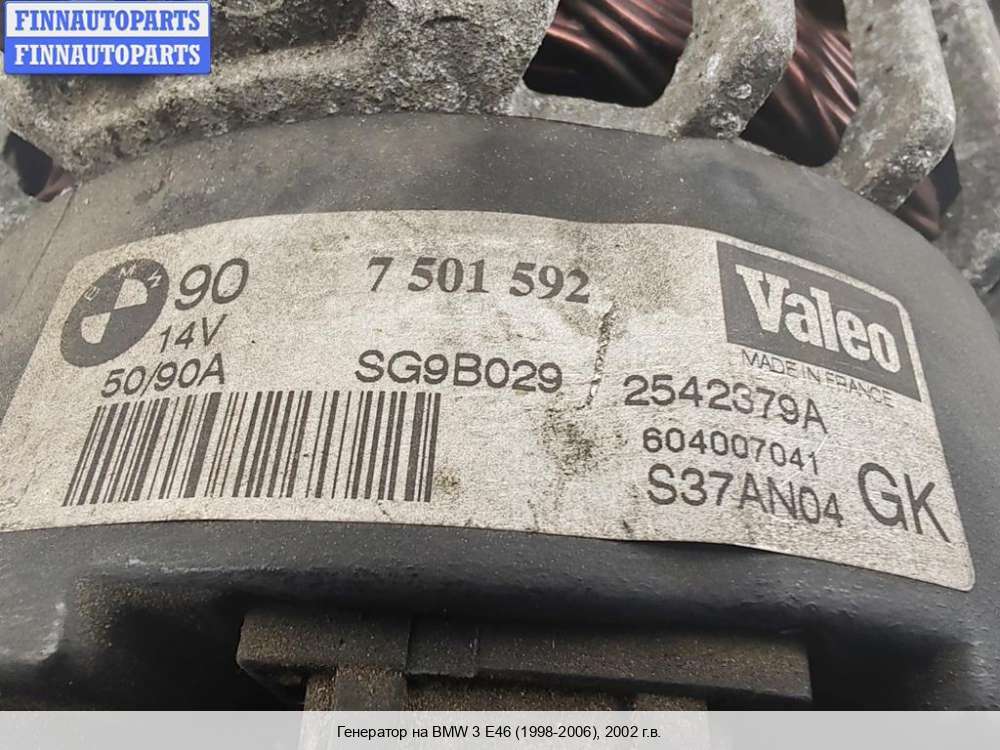 FINNAUTOPARTS
FINNAUTOPARTS
BMW
90
14V
50/90A
7 501 592
SG9B029
Valeo
MADE IN FRANCE
2542379A
604007041
S37AN04
GK
Генератор на BMW 3 E46 (1998-2006), 2002 г.в.